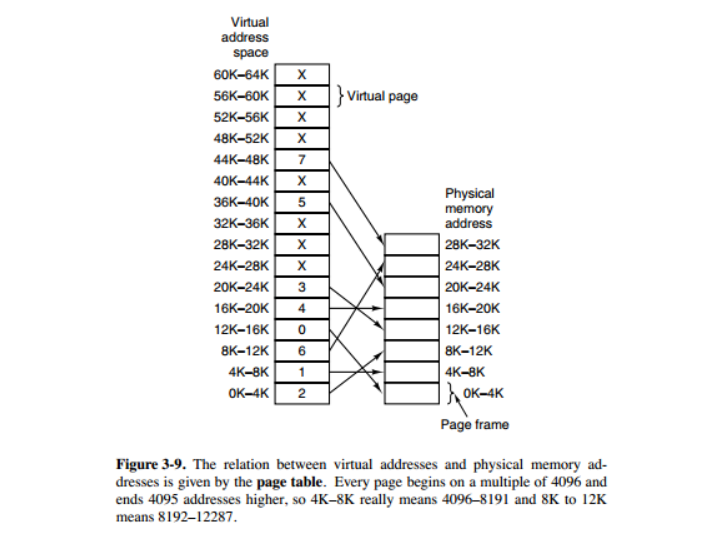 Virtual
address
space
60K–64K X
56K–60K X } Virtual page
52K–56K X
48K–52K X
44K–48K 7
40K–44K X
36K–40K 5
32K–36K X
28K–32K X
24K–28K X
20K–24K 3
16K–20K 4
12K–16K 0
8K–12K 6
4K–8K 1
0K–4K 2
Physical
memory
address
28K–32K
24K–28K
20K–24K
16K–20K
12K–16K
8K–12K
4K–8K
} 0K–4K
Page frame
Figure 3-9. The relation between virtual addresses and physical memory ad-
dresses is given by the page table. Every page begins on a multiple of 4096 and
ends 4095 addresses higher, so 4K–8K really means 4096–8191 and 8K to 12K
means 8192–12287.